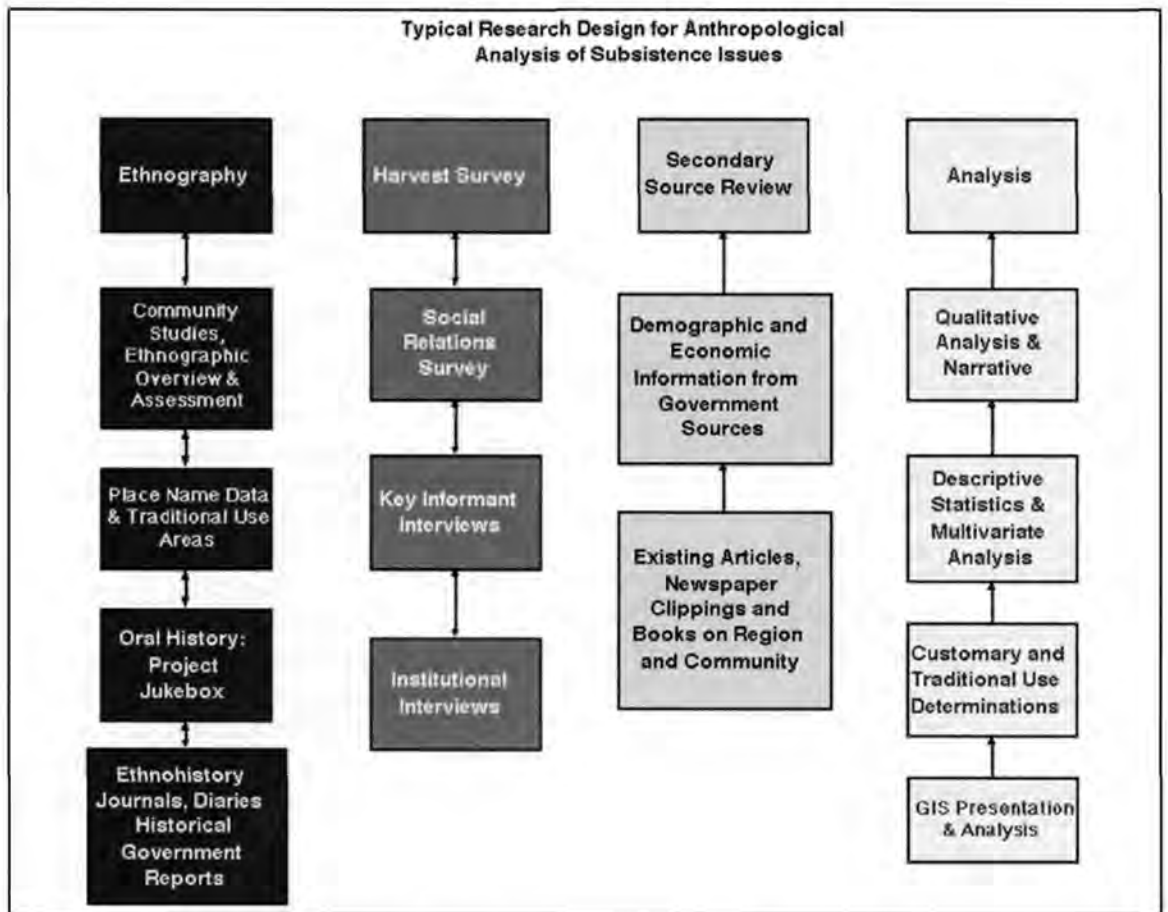 Typical Research Design for Anthropological
Analysis of Subsistence Issues
Ethnography
Community
Studies,
Ethnographic
Overview &
Assessment
Place Name Data
& Traditional Use
Areas
Oral History:
Project
Jukebox
Ethnohistory
Journals, Diaries
Historical
Government
Reports
Harvest Survey
Social
Relations
Survey
Key Informant
Interviews
Institutional
Interviews
Secondary
Source Review
Demographic and
Economic
Information from
Government
Sources
Existing Articles,
Newspaper
Clippings and
Books on Region
and Community
Analysis
Qualitative
Analysis &
Narrative
Descriptive
Statistics &
Multivariate
Analysis
Customary and
Traditional Use
Determinations
GIS Presentation
& Analysis